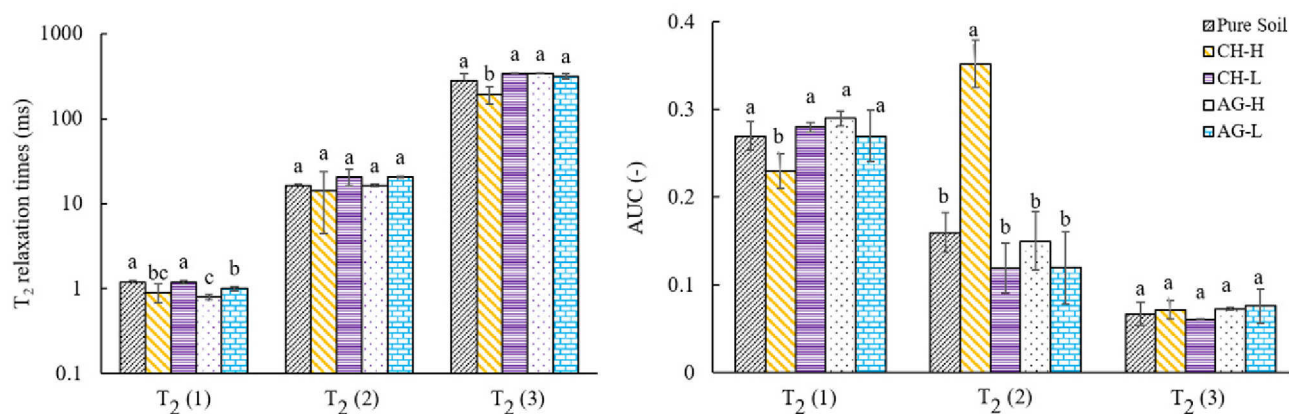 1000
100
10
1
0.1
T₂ relaxation times (ms)
a bc a c b
a a a a a
a b a a a
T₂ (1) T₂ (2) T₂ (3)
0.4
0.3
0.2
0.1
0
AUC (-)
a b a a a
b a b b b
a a a a a
T₂ (1) T₂ (2) T₂ (3)
Pure Soil
CH-H
CH-L
AG-H
AG-L